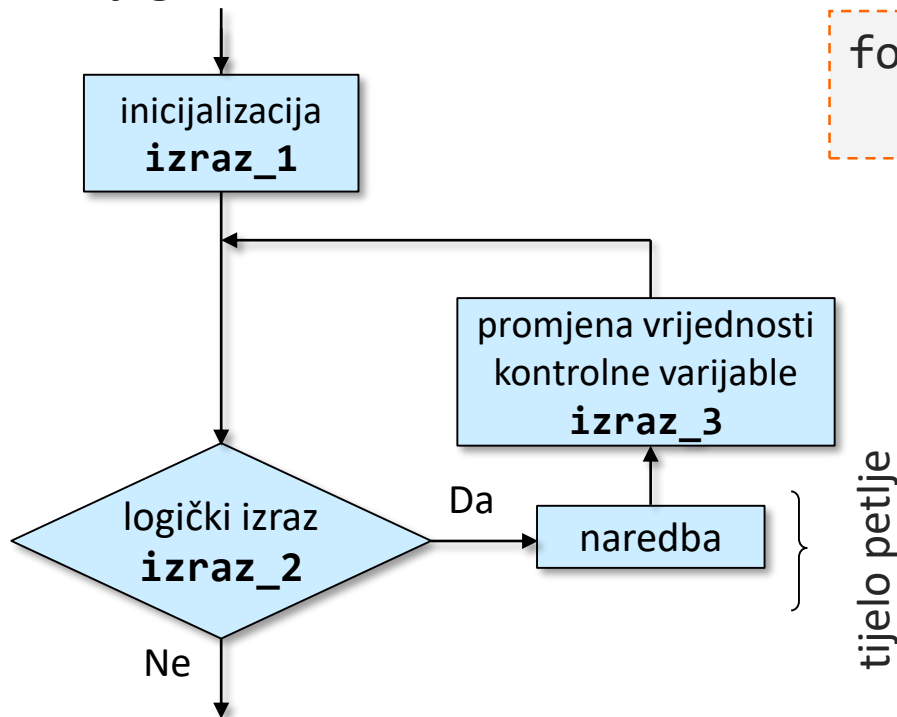 fo
inicijalizacija
izraz_1
promjena vrijednosti
kontrolne varijable
izraz_3
logički izraz
izraz_2
Da
naredba
tijelo petlje
Ne